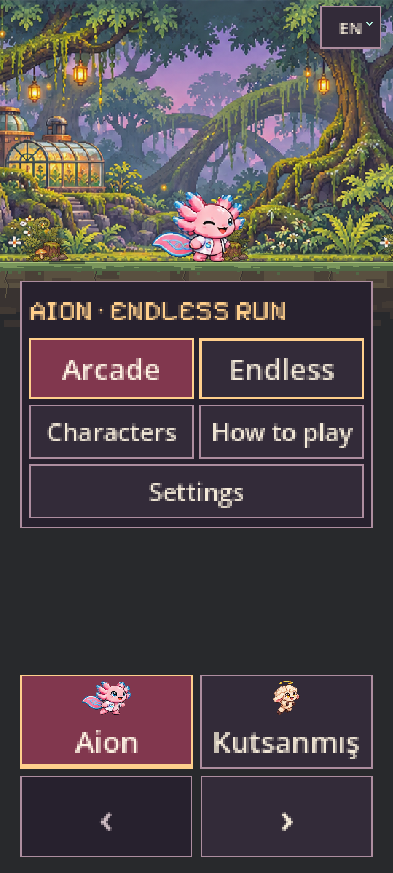 EN
AION · ENDLESS RUN
Arcade
Endless
Characters
How to play
Settings
Aion
Kutsanmış
‹
›